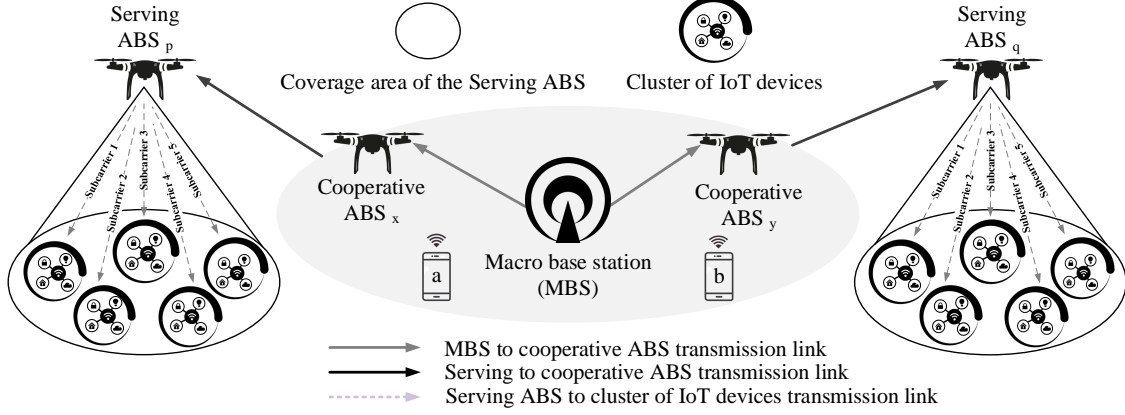 Serving
ABS p
Coverage area of the Serving ABS
Cluster of IoT devices
Serving
ABS q
Subcarrier 1
Subcarrier 2
Subcarrier 3
Subcarrier 4
Subcarrier 5
Cooperative
ABS x
Cooperative
ABS y
Subcarrier 1
Subcarrier 2
Subcarrier 3
Subcarrier 4
Subcarrier 5
a
Macro base station
(MBS)
b
MBS to cooperative ABS transmission link
Serving to cooperative ABS transmission link
Serving ABS to cluster of IoT devices transmission link